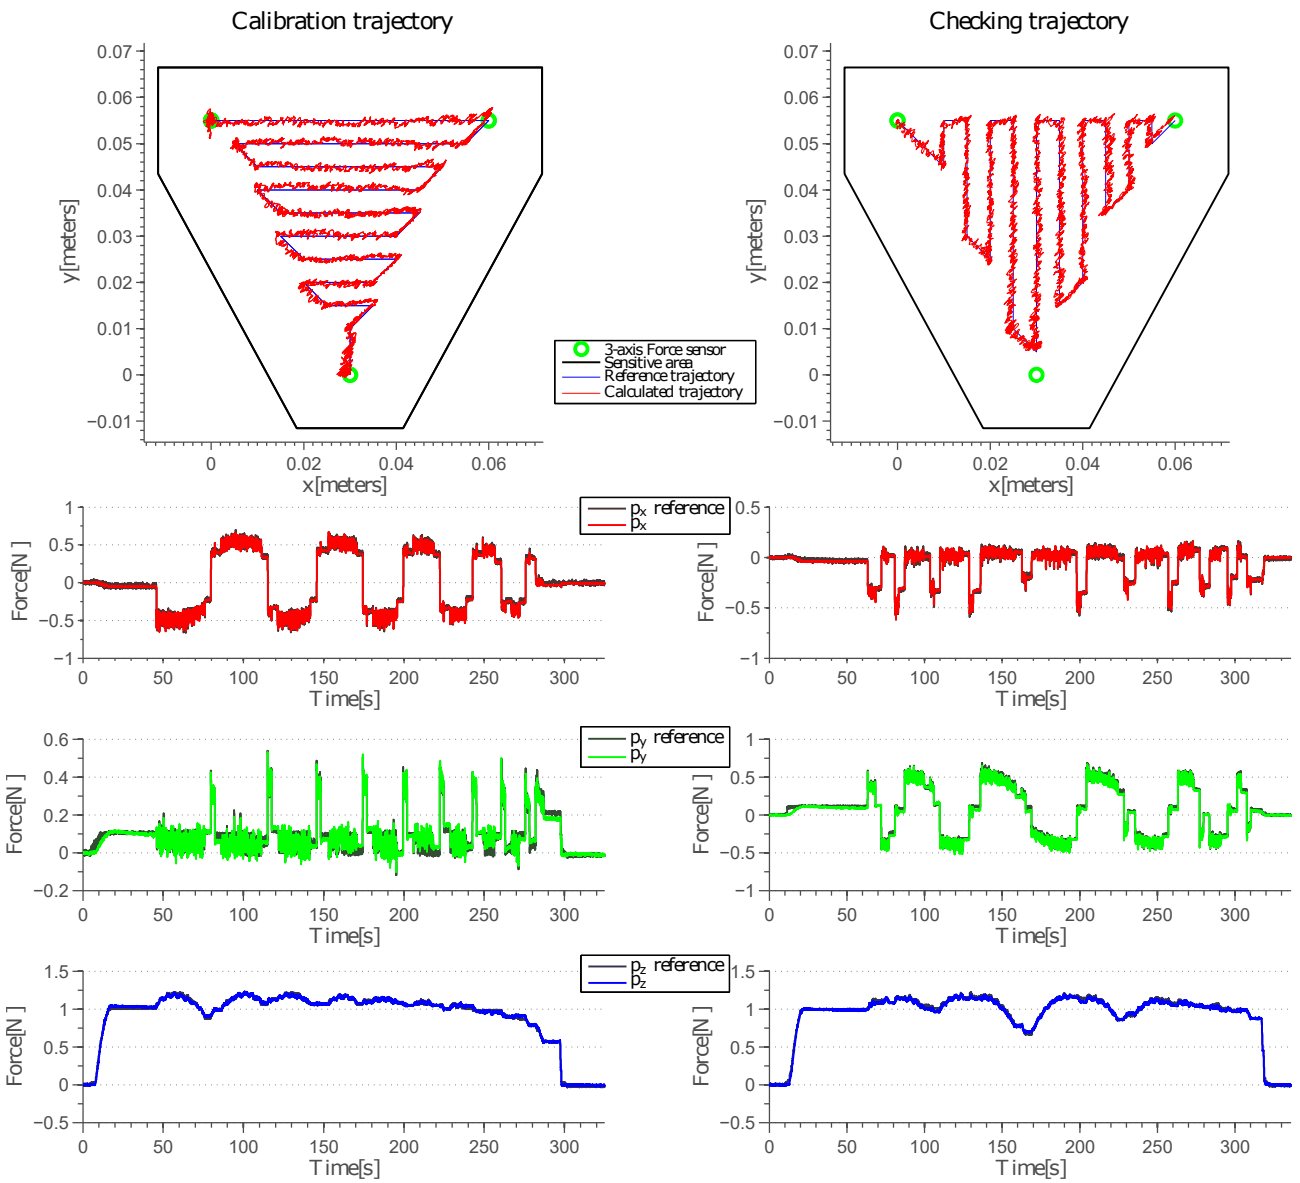 Calibration trajectory
0.07
0.06
0.05
0.04
0.03
0.02
0.01
0
−0.01
y[meters]
0 0.02 0.04 0.06
x[meters]
Checking trajectory
0.07
0.06
0.05
0.04
0.03
0.02
0.01
0
−0.01
y[meters]
0 0.02 0.04 0.06
x[meters]
3-axis Force sensor
Sensitive area
Reference trajectory
Calculated trajectory
1
0.5
0
−0.5
−1
Force[N]
0 50 100 150 200 250 300
Time[s]
px reference
px
0.5
0
−0.5
−1
Force[N]
0 50 100 150 200 250 300
Time[s]
0.6
0.4
0.2
0
−0.2
Force[N]
0 50 100 150 200 250 300
Time[s]
py reference
py
1
0.5
0
−0.5
−1
Force[N]
0 50 100 150 200 250 300
Time[s]
1.5
1
0.5
0
−0.5
Force[N]
0 50 100 150 200 250 300
Time[s]
pz reference
pz
1.5
1
0.5
0
−0.5
Force[N]
0 50 100 150 200 250 300
Time[s]